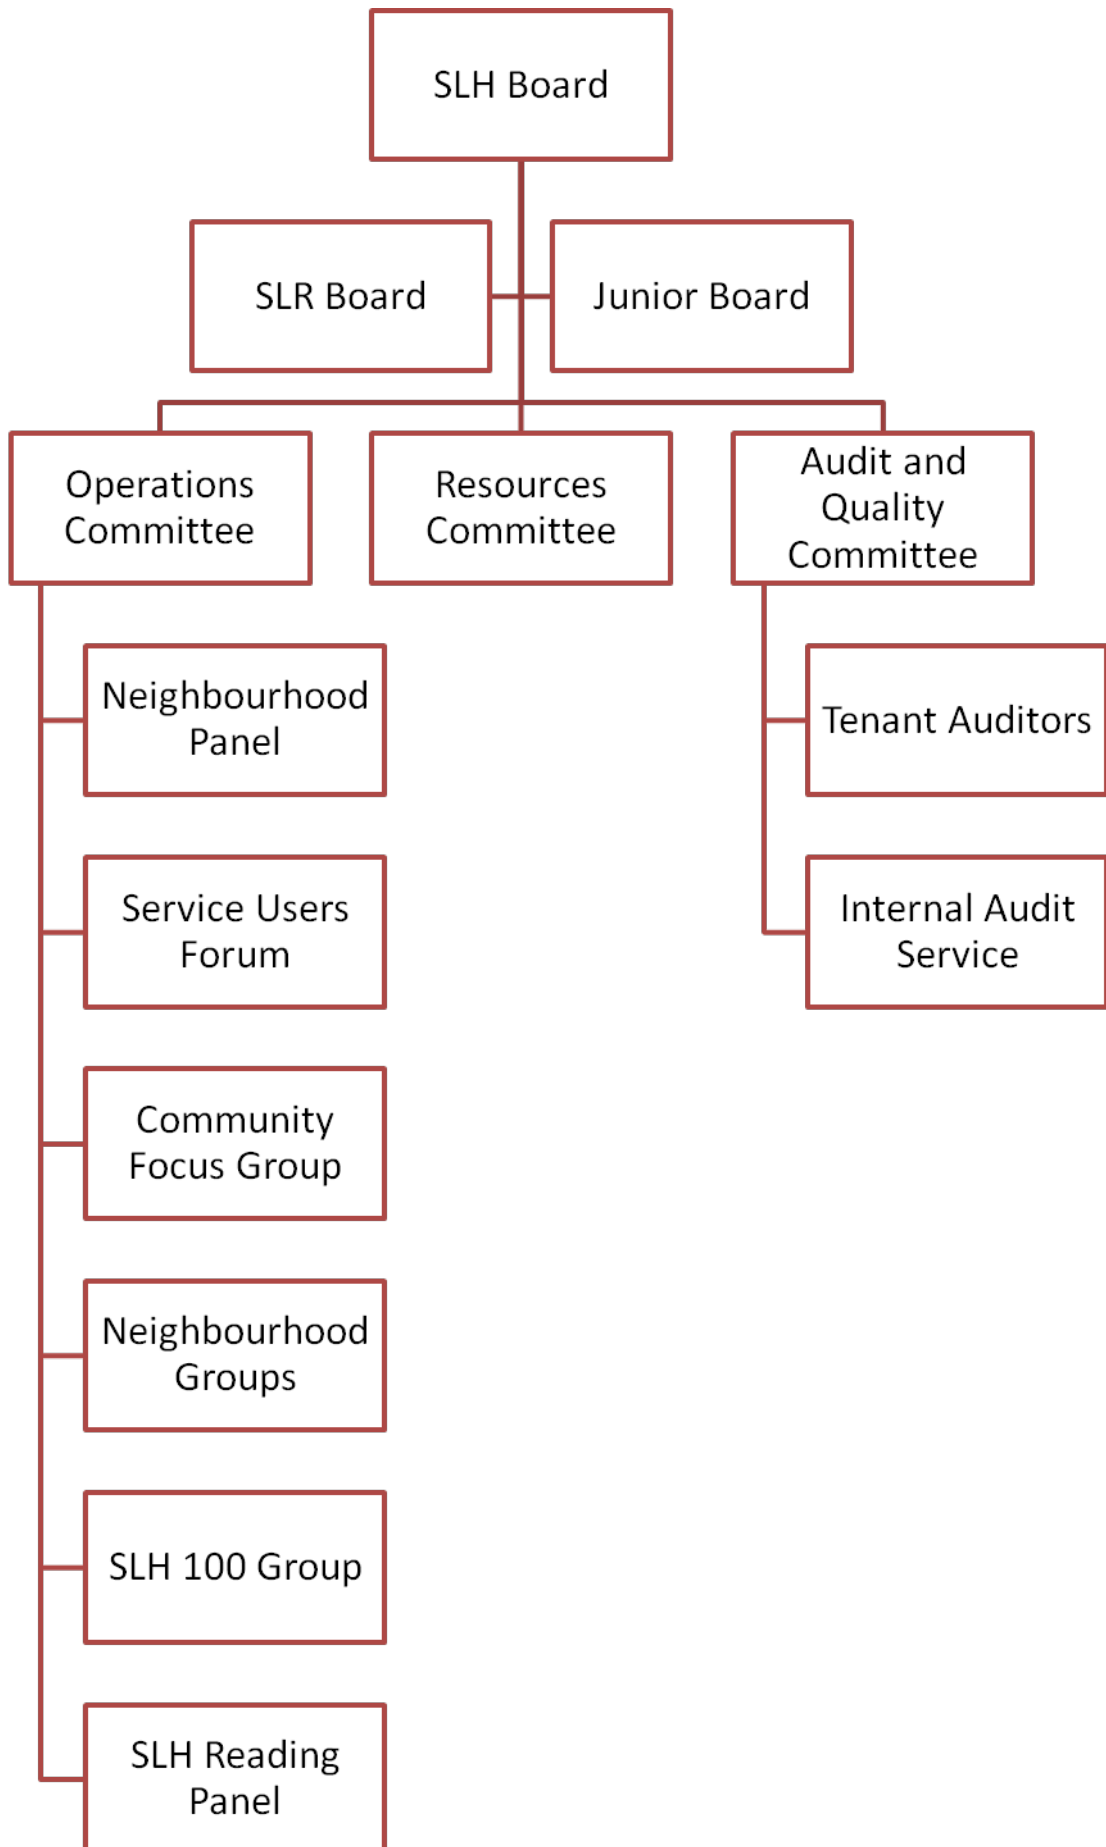 SLH Board
SLR Board
Junior Board
Operations
Committee
Resources
Committee
Audit and
Quality
Committee
Neighbourhood
Panel
Service Users
Forum
Community
Focus Group
Neighbourhood
Groups
SLH 100 Group
SLH Reading
Panel
Tenant Auditors
Internal Audit
Service